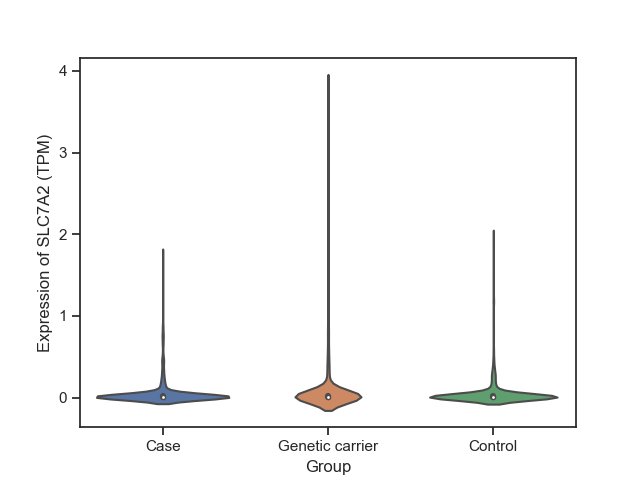 Expression of SLC7A2 (TPM)
4
3
2
1
0
Case
Genetic carrier
Control
Group